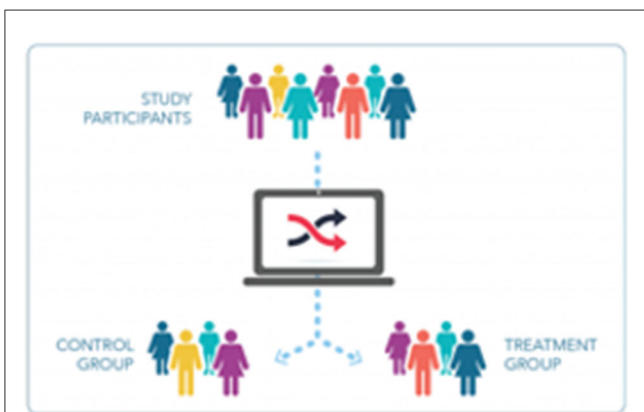 STUDY
PARTICIPANTS
CONTROL
GROUP
TREATMENT
GROUP